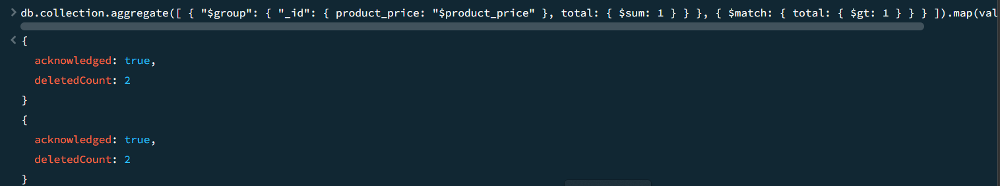 db.collection.aggregate([ { "$group": { "_id": { product_price: "$product_price" }, total: { $sum: 1 } } }, { $match: { total: { $gt: 1 } } } ]).map(val
{
acknowledged: true,
deletedCount: 2
}
{
acknowledged: true,
deletedCount: 2
}